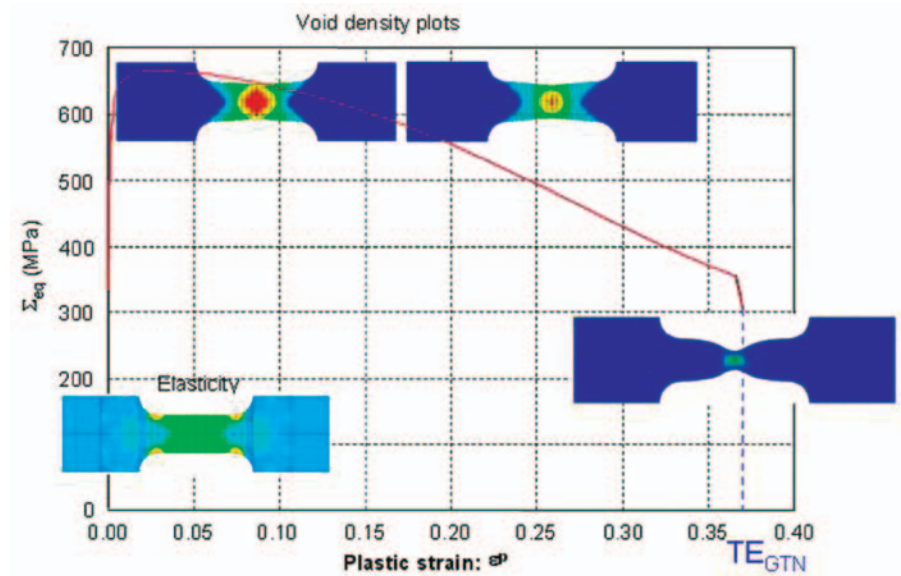 Void density plots
700
600
500
400
300
200
0
Σeq (MPa)
Elasticity
0.00 0.05 0.10 0.15 0.20 0.25 0.30 0.35 0.40
Plastic strain: εp
TEGTN